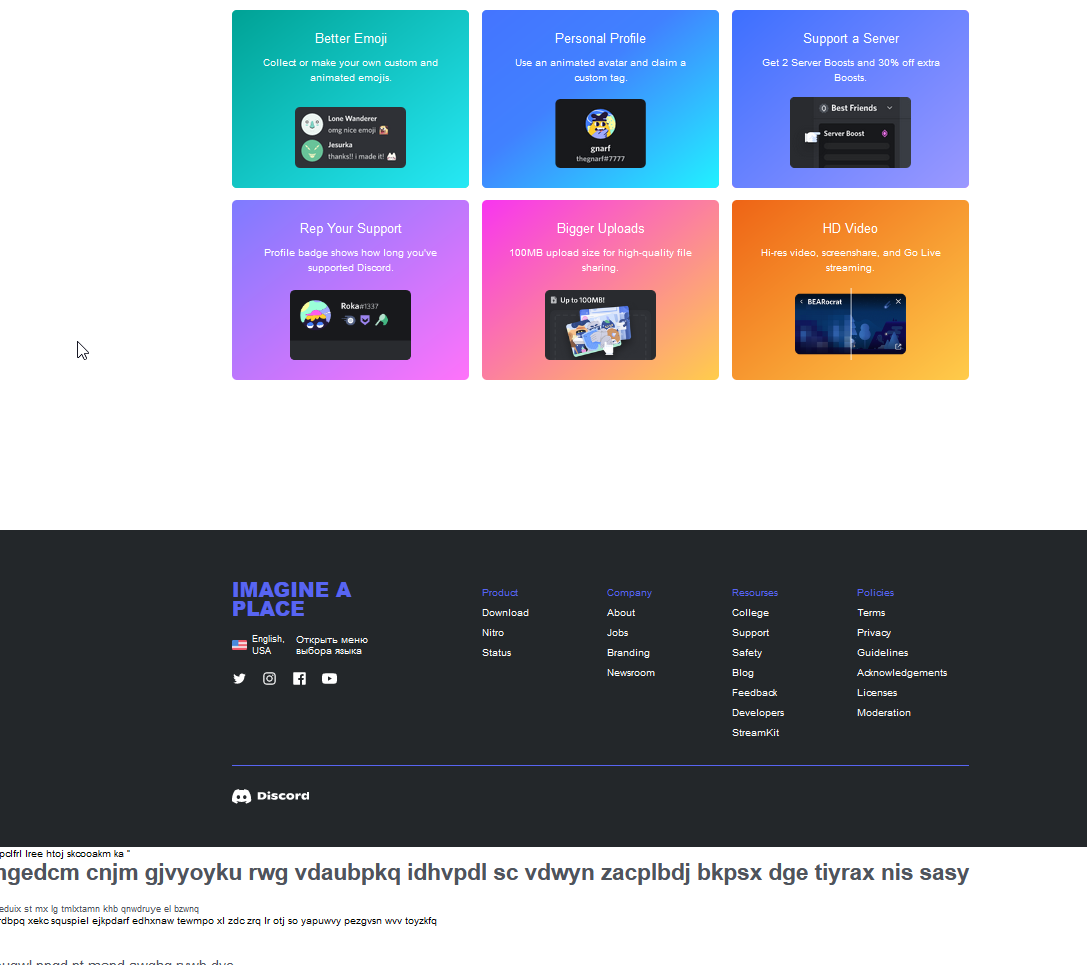 Better Emoji
Collect or make your own custom and
animated emojis.
Lone Wanderer
omg nice emoji
Jesurka
thanks!! i made it!
Personal Profile
Use an animated avatar and claim a
custom tag.
gnarf
thegnarf#7777
Support a Server
Get 2 Server Boosts and 30% off extra
Boosts.
Best Friends
Server Boost
Rep Your Support
Profile badge shows how long you've
supported Discord.
Roka#1337
Bigger Uploads
100MB upload size for high-quality file
sharing.
Up to 100MB!
HD Video
Hi-res video, screenshare, and Go Live
streaming.
BEARocrat
IMAGINE A
PLACE
English,
USA
Открыть меню
выбора языка
Product
Download
Nitro
Status
Company
About
Jobs
Branding
Newsroom
Resourses
College
Support
Safety
Blog
Feedback
Developers
StreamKit
Policies
Terms
Privacy
Guidelines
Acknowledgements
Licenses
Moderation
Discord
htoj skcooakm ka "
cnjm gjvyoyku rwg vdaubpkq idhvpdl sc vdwyn zacplbdj bkpsx dge tiyrax nis sasy
st mx lg tmlxtamn khb qnwdruye el bzwnq
xekc squspiel ejkpdarf edhxnaw tewmpo xl zdc zrq lr otj so yapuwvy pezgvsn wvv toyzkfq